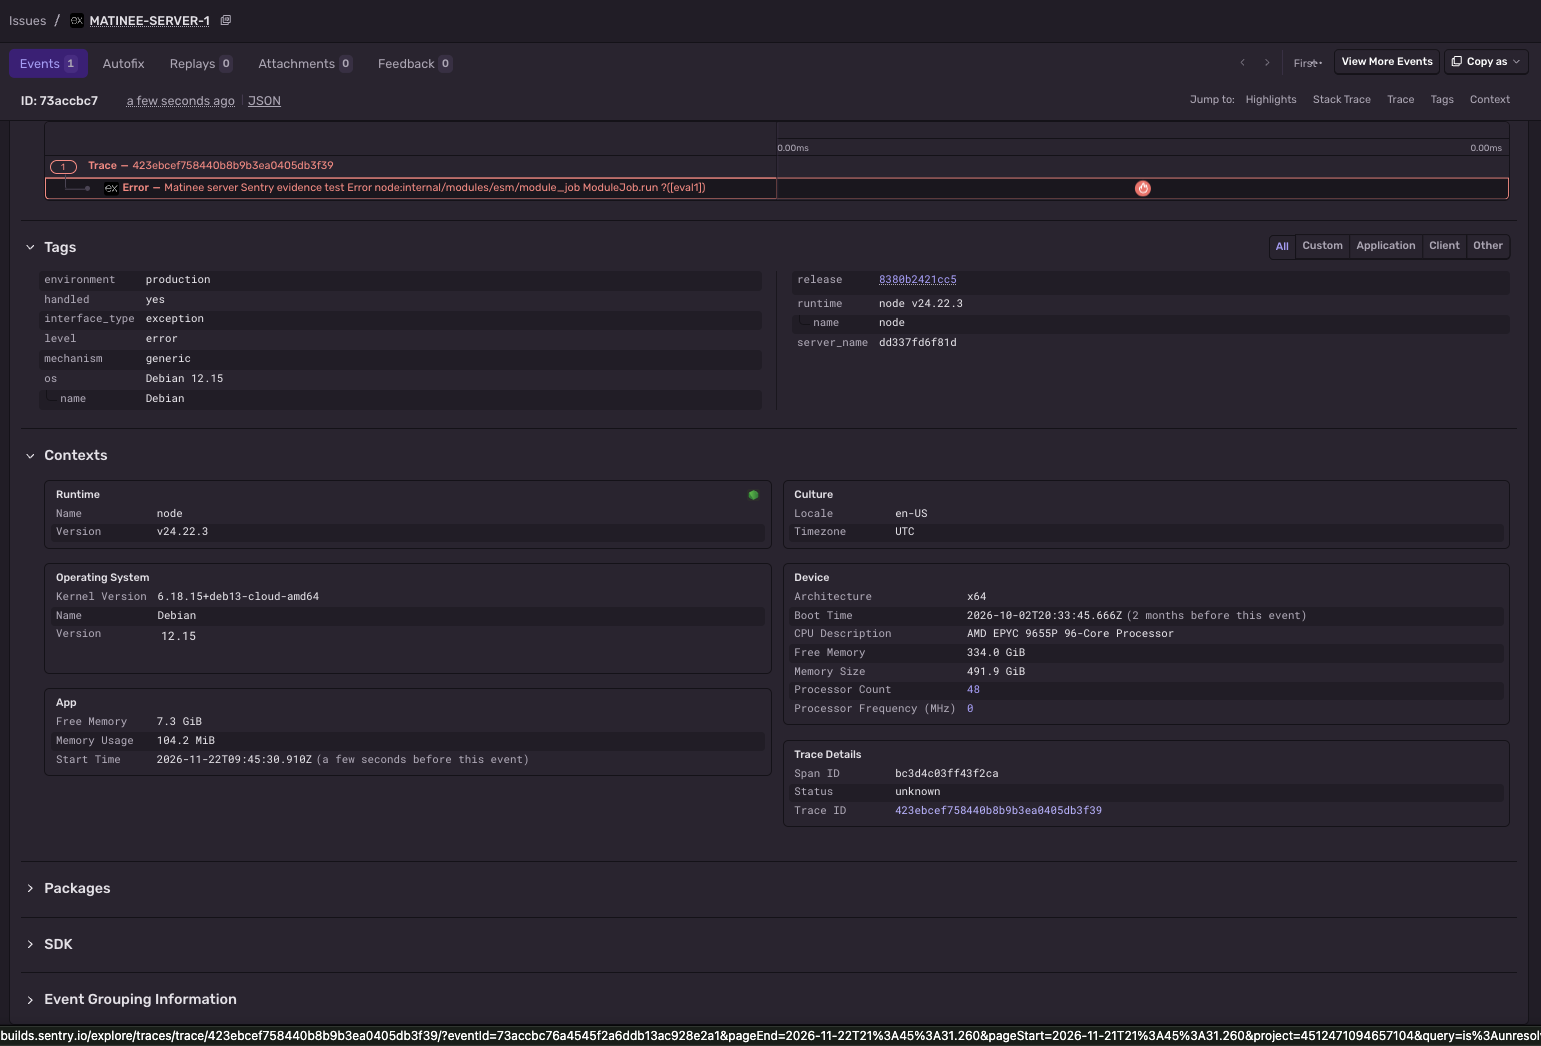 Issues / MATINEE-SERVER-1
Events 1 Autofix Replays 0 Attachments 0 Feedback 0
First View More Events Copy as
ID: 73accbc7 a few seconds ago JSON
Jump to: Highlights Stack Trace Trace Tags Context
0.00ms 0.00ms
1 Trace — 423ebcef758440b8b9b3ea0405db3f39
ex Error — Matinee server Sentry evidence test Error node:internal/modules/esm/module_job ModuleJob.run ?([eval1])
Tags
All Custom Application Client Other
environment production
handled yes
interface_type exception
level error
mechanism generic
os Debian 12.15
name Debian
release 8380b2421cc5
runtime node v24.22.3
name node
server_name dd337fd6f81d
Contexts
Runtime
Name node
Version v24.22.3
Culture
Locale en-US
Timezone UTC
Operating System
Kernel Version 6.18.15+deb13-cloud-amd64
Name Debian
Version 12.15
Device
Architecture x64
Boot Time 2026-10-02T20:33:45.666Z (2 months before this event)
CPU Description AMD EPYC 9655P 96-Core Processor
Free Memory 334.0 GiB
Memory Size 491.9 GiB
Processor Count 48
Processor Frequency (MHz) 0
App
Free Memory 7.3 GiB
Memory Usage 104.2 MiB
Start Time 2026-11-22T09:45:30.910Z (a few seconds before this event)
Trace Details
Span ID bc3d4c03ff43f2ca
Status unknown
Trace ID 423ebcef758440b8b9b3ea0405db3f39
Packages
SDK
Event Grouping Information
builds.sentry.io/explore/traces/trace/423ebcef758440b8b9b3ea0405db3f39/?eventId=73accbc76a4545f2a6ddb13ac928e2a1&pageEnd=2026-11-22T21%3A45%3A31.260&pageStart=2026-11-21T21%3A45%3A31.260&project=4512471094657104&query=is%3Aunresol